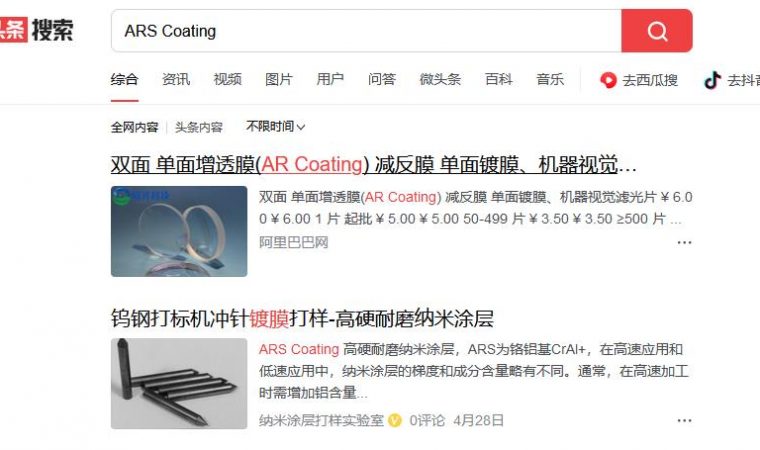 头条 搜索
ARS Coating
综合 资讯 视频 图片 用户 问答 微头条 百科 音乐 去西瓜搜 去抖音
全网内容 头条内容 不限时间
双面 单面增透膜(AR Coating) 减反膜 单面镀膜、机器视觉...
双面 单面增透膜(AR Coating) 减反膜 单面镀膜、机器视觉滤光片 ¥ 6.0
0 ¥ 6.00 1 片 起批 ¥ 5.00 ¥ 5.00 50-499 片 ¥ 3.50 ¥ 3.50 ≥500 片 ...
阿里巴巴网
钨钢打标机冲针镀膜打样-高硬耐磨纳米涂层
ARS Coating 高硬耐磨纳米涂层，ARS为铬铝基CrAl+，在高速应用和
低速应用中，纳米涂层的梯度和成分含量略有不同。通常，在高速加工
时需增加铝含量...
纳米涂层打样实验室 0评论 4月28日